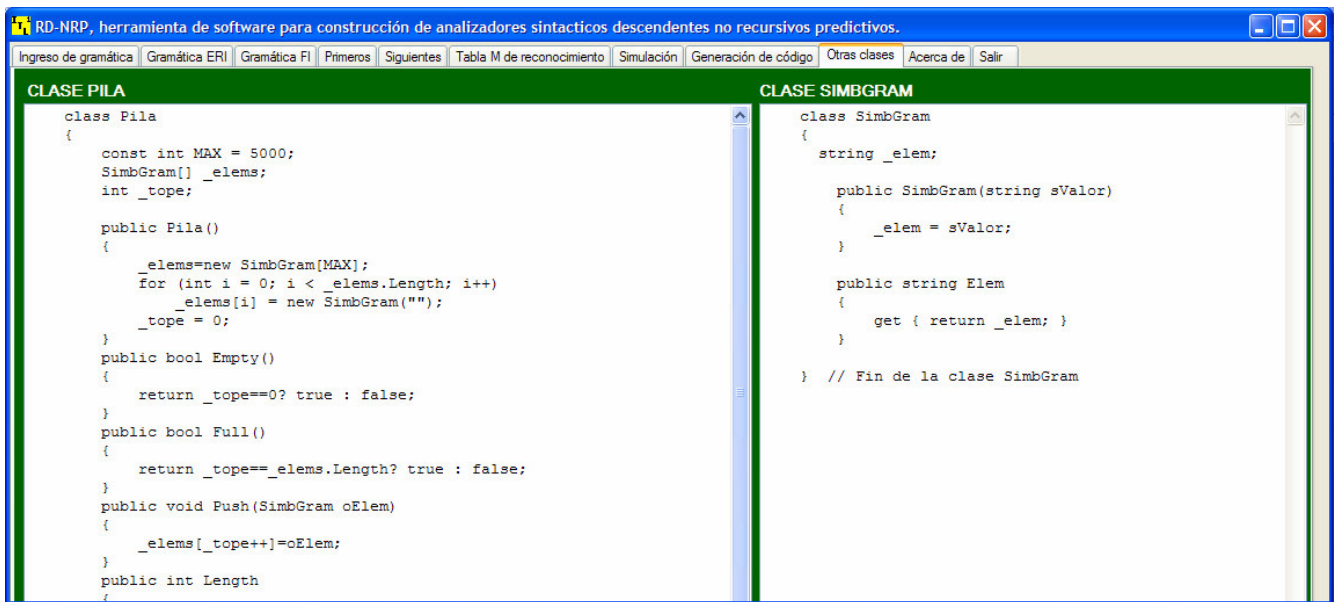 RD-NRP, herramienta de software para construcción de analizadores sintacticos descendentes no recursivos predictivos.
Ingreso de gramática Gramática ERI Gramática FI Primeros Siguientes Tabla M de reconocimiento Simulación Generación de código Otras clases Acerca de Salir
CLASE PILA
class Pila
{
const int MAX = 5000;
SimbGram[] _elems;
int _tope;
public Pila()
{
_elems=new SimbGram[MAX];
for (int i = 0; i < _elems.Length; i++)
_elems[i] = new SimbGram("");
_tope = 0;
}
public bool Empty()
{
return _tope==0? true : false;
}
public bool Full()
{
return _tope==_elems.Length? true : false;
}
public void Push(SimbGram oElem)
{
_elems[_tope++]=oElem;
}
public int Length
{
CLASE SIMBGRAM
class SimbGram
{
string _elem;
public SimbGram(string sValor)
{
_elem = sValor;
}
public string Elem
{
get { return _elem; }
}
} // Fin de la clase SimbGram